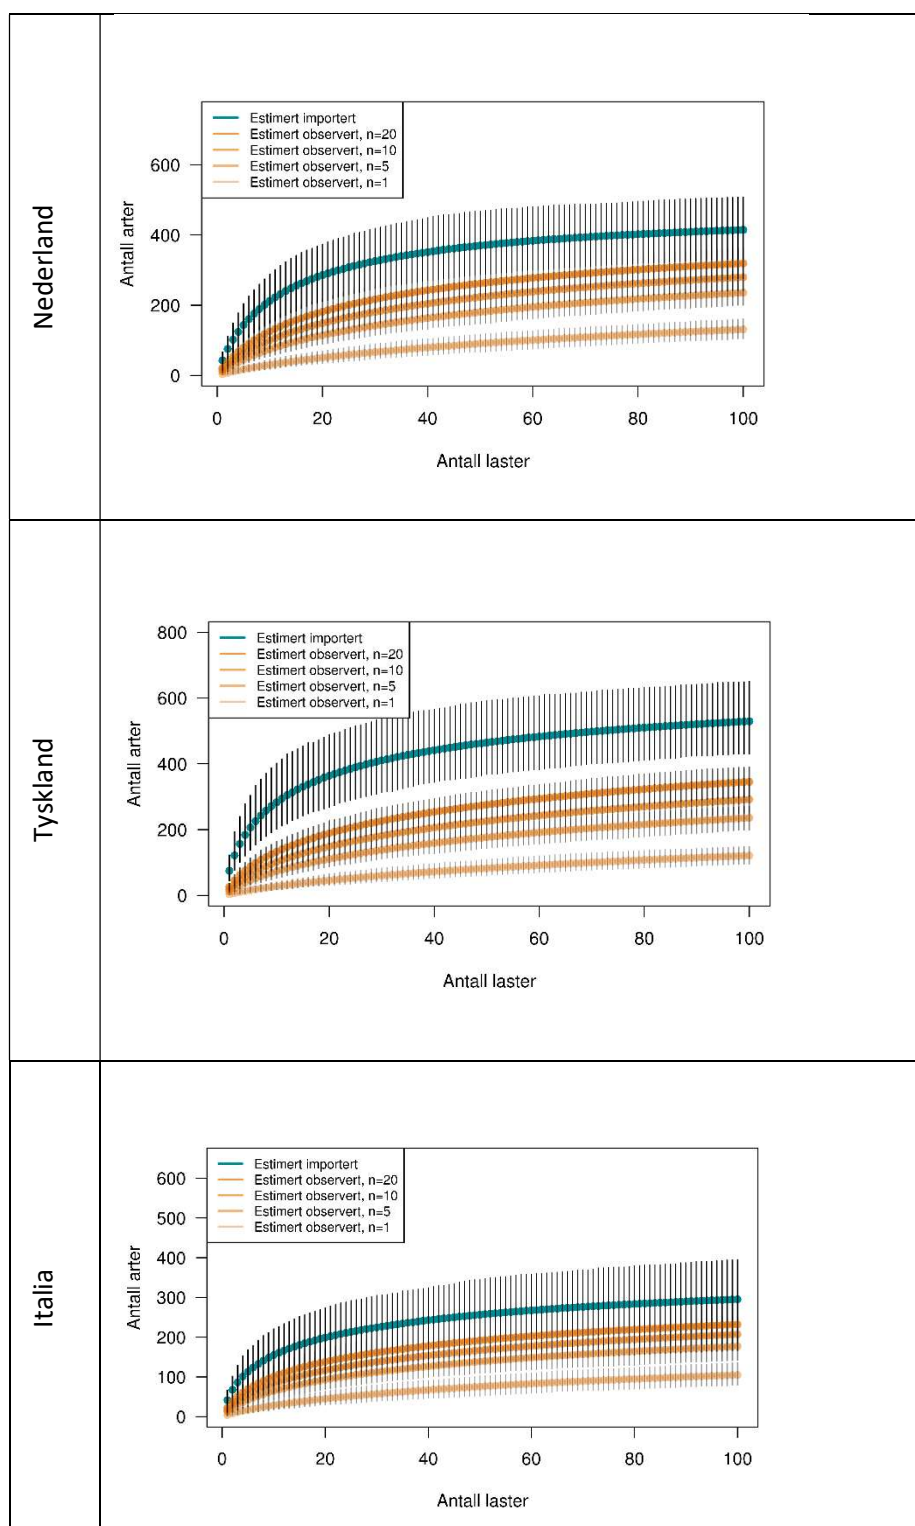 Nederland
Estimert importert
Estimert observert, n=20
Estimert observert, n=10
Estimert observert, n=5
Estimert observert, n=1
Antall arter
600
400
200
0
0 20 40 60 80 100
Antall laster
Tyskland
Estimert importert
Estimert observert, n=20
Estimert observert, n=10
Estimert observert, n=5
Estimert observert, n=1
Antall arter
800
600
400
200
0
0 20 40 60 80 100
Antall laster
Italia
Estimert importert
Estimert observert, n=20
Estimert observert, n=10
Estimert observert, n=5
Estimert observert, n=1
Antall arter
600
500
400
300
200
100
0
0 20 40 60 80 100
Antall laster